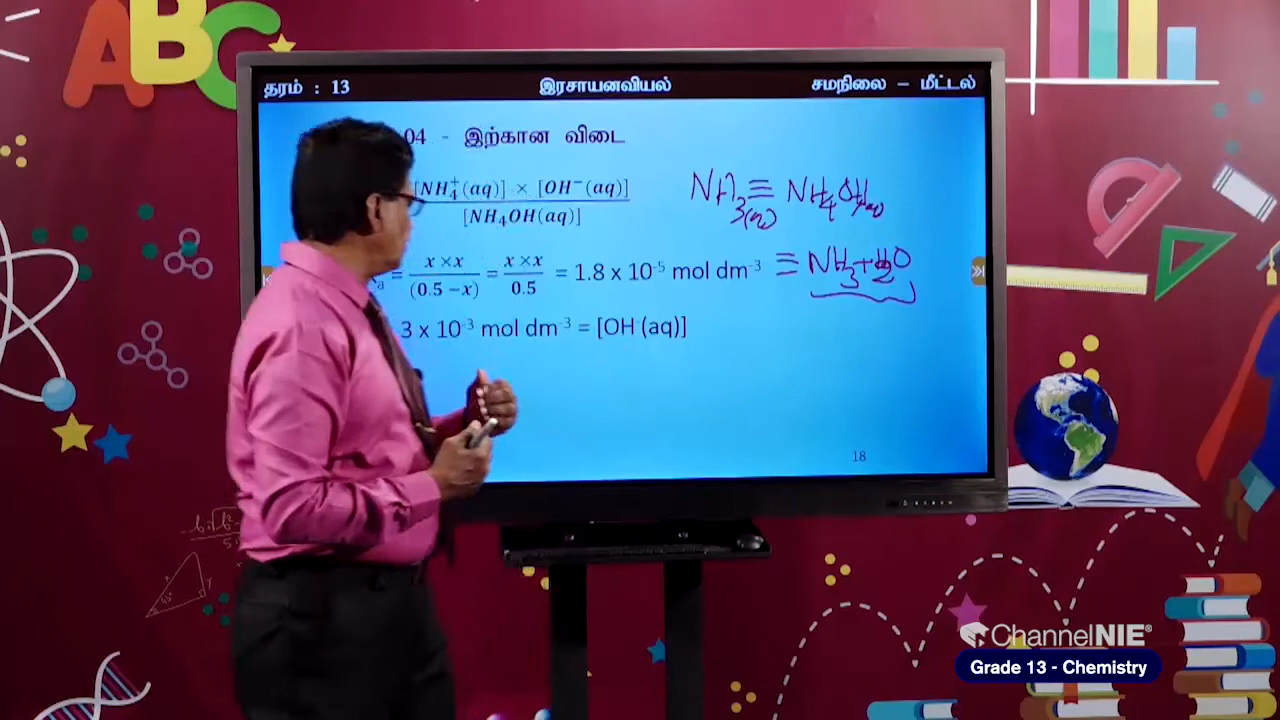 ABC
தரம் : 13 இரசாயனவியல் சமநிலை – மீட்டல்
04 - இற்கான விடை
[NH₄⁺(aq)] × [OH⁻(aq)]
[NH₄OH(aq)]
NH₃(aq) ≡ NH₄OH(aq)
= x × x / (0.5 − x) = x × x / 0.5 = 1.8 x 10⁻⁵ mol dm⁻³
≡ NH₃ + H₂O
3 x 10⁻³ mol dm⁻³ = [OH⁻(aq)]
18
ChannelNIE®
Grade 13 - Chemistry